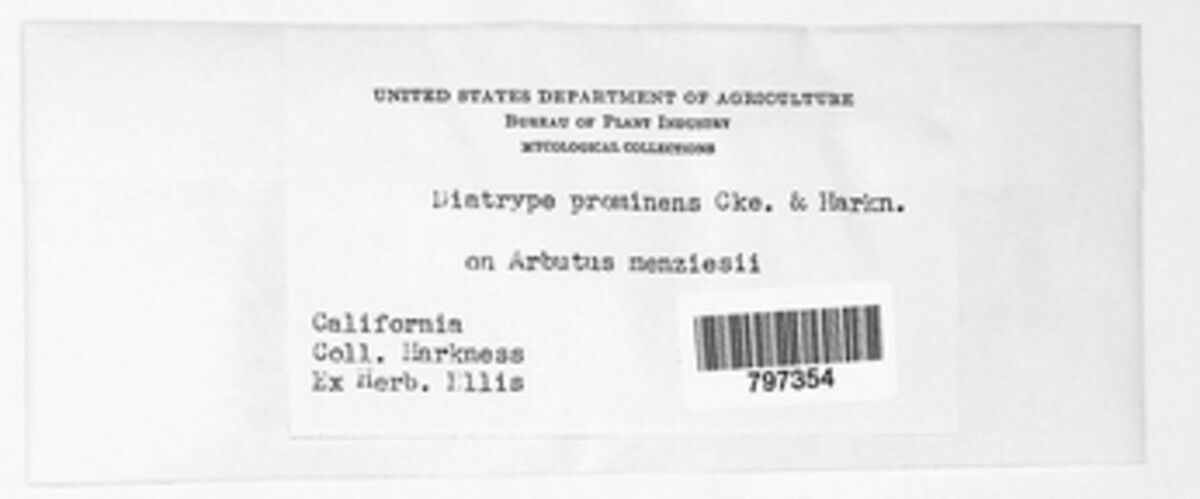 UNITED STATES DEPARTMENT OF AGRICULTURE
BUREAU OF PLANT INDUSTRY
MYCOLOGICAL COLLECTIONS
Diatrype prominens Cke. & Harkn.
on Arbutus menziesii
California
Coll. Harkness
Ex Herb. Ellis
797354